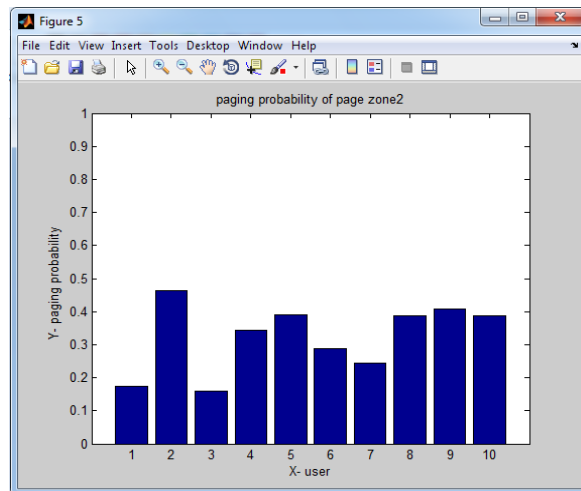 Figure 5
File Edit View Insert Tools Desktop Window Help
paging probability of page zone2
1
0.9
0.8
0.7
0.6
0.5
0.4
0.3
0.2
0.1
0
Y- paging probability
1 2 3 4 5 6 7 8 9 10
X- user